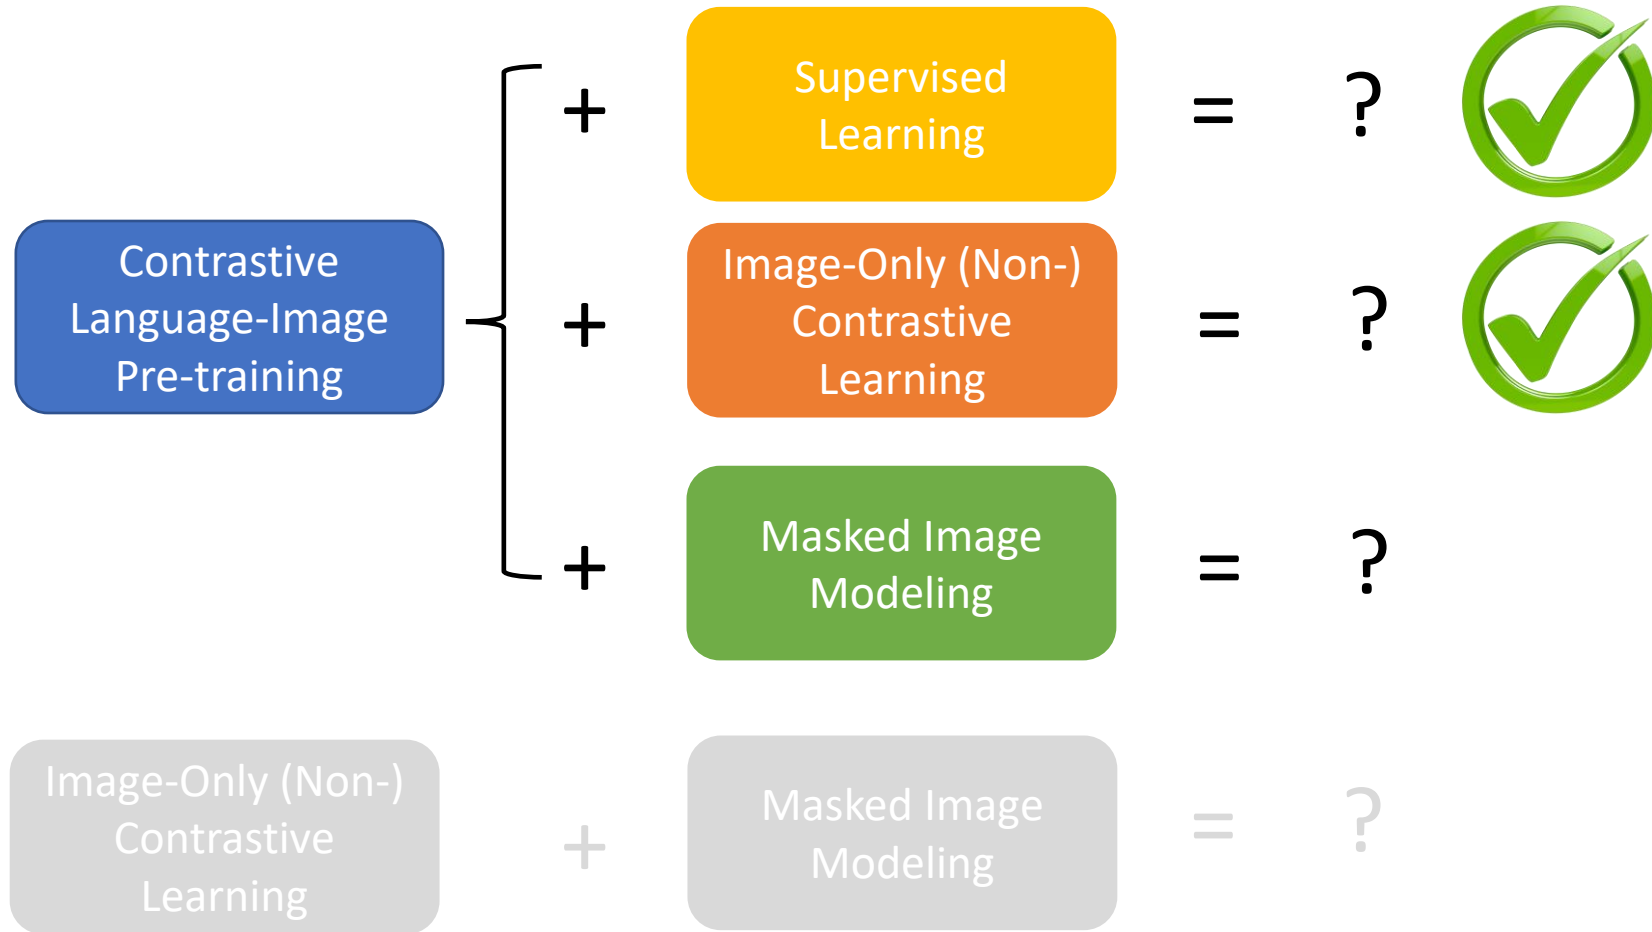 +
Supervised
Learning
= ?
Contrastive
Language-Image
Pre-training
+
Image-Only (Non-)
Contrastive
Learning
= ?
+
Masked Image
Modeling
= ?
Image-Only (Non-)
Contrastive
Learning
+
Masked Image
Modeling
= ?